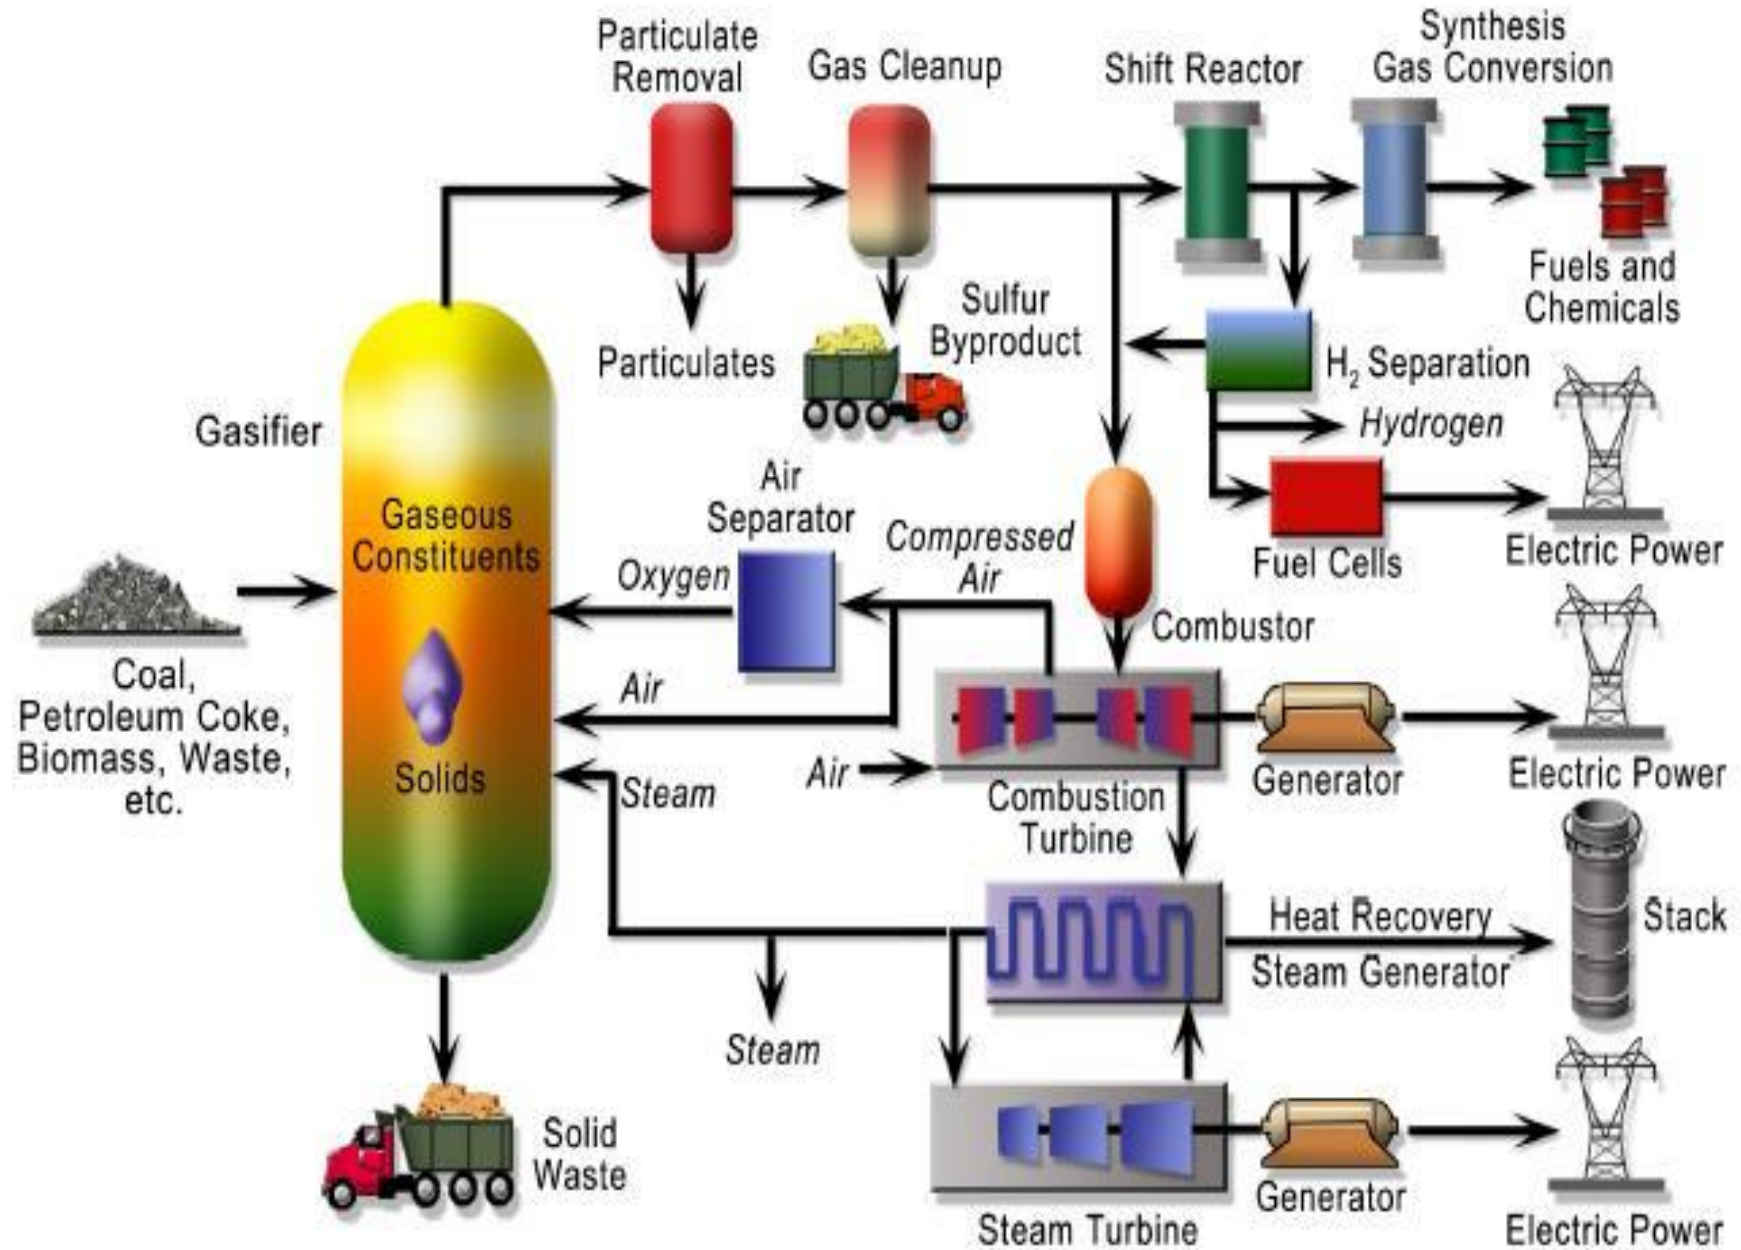 Particulate
Removal
Gas Cleanup
Shift Reactor
Synthesis
Gas Conversion
Fuels and
Chemicals
Particulates
Sulfur
Byproduct
H₂ Separation
Hydrogen
Gasifier
Gaseous
Constituents
Solids
Air
Separator
Oxygen
Compressed
Air
Fuel Cells
Electric Power
Combustor
Coal,
Petroleum Coke,
Biomass, Waste,
etc.
Air
Air
Steam
Combustion
Turbine
Generator
Electric Power
Heat Recovery
Steam Generator
Stack
Steam
Solid
Waste
Steam Turbine
Generator
Electric Power